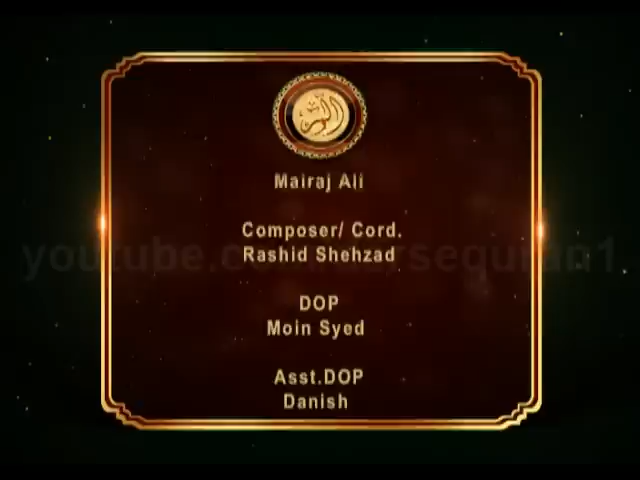 Mairaj Ali
Composer/ Cord.
Rashid Shehzad
DOP
Moin Syed
Asst.DOP
Danish